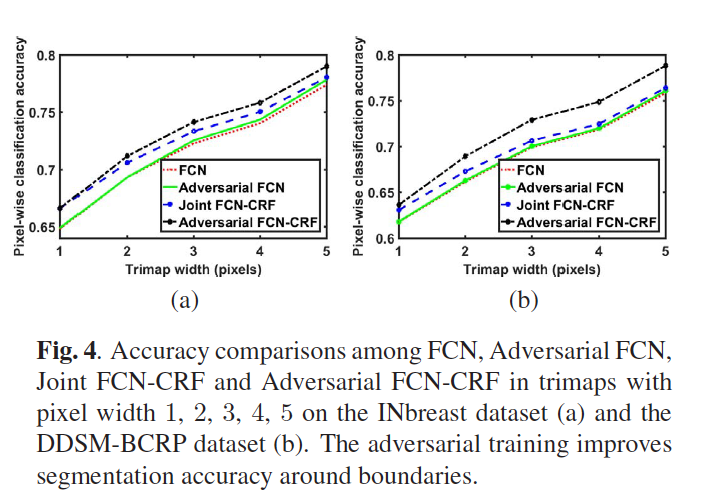 Pixel-wise classification accuracy
0.8
0.75
0.7
0.65
FCN
Adversarial FCN
Joint FCN-CRF
Adversarial FCN-CRF
1 2 3 4 5
Trimap width (pixels)
(a)
Pixel-wise classification accuracy
0.8
0.75
0.7
0.65
0.6
FCN
Adversarial FCN
Joint FCN-CRF
Adversarial FCN-CRF
1 2 3 4 5
Trimap width (pixels)
(b)
Fig. 4. Accuracy comparisons among FCN, Adversarial FCN,
Joint FCN-CRF and Adversarial FCN-CRF in trimaps with
pixel width 1, 2, 3, 4, 5 on the INbreast dataset (a) and the
DDSM-BCRP dataset (b). The adversarial training improves
segmentation accuracy around boundaries.